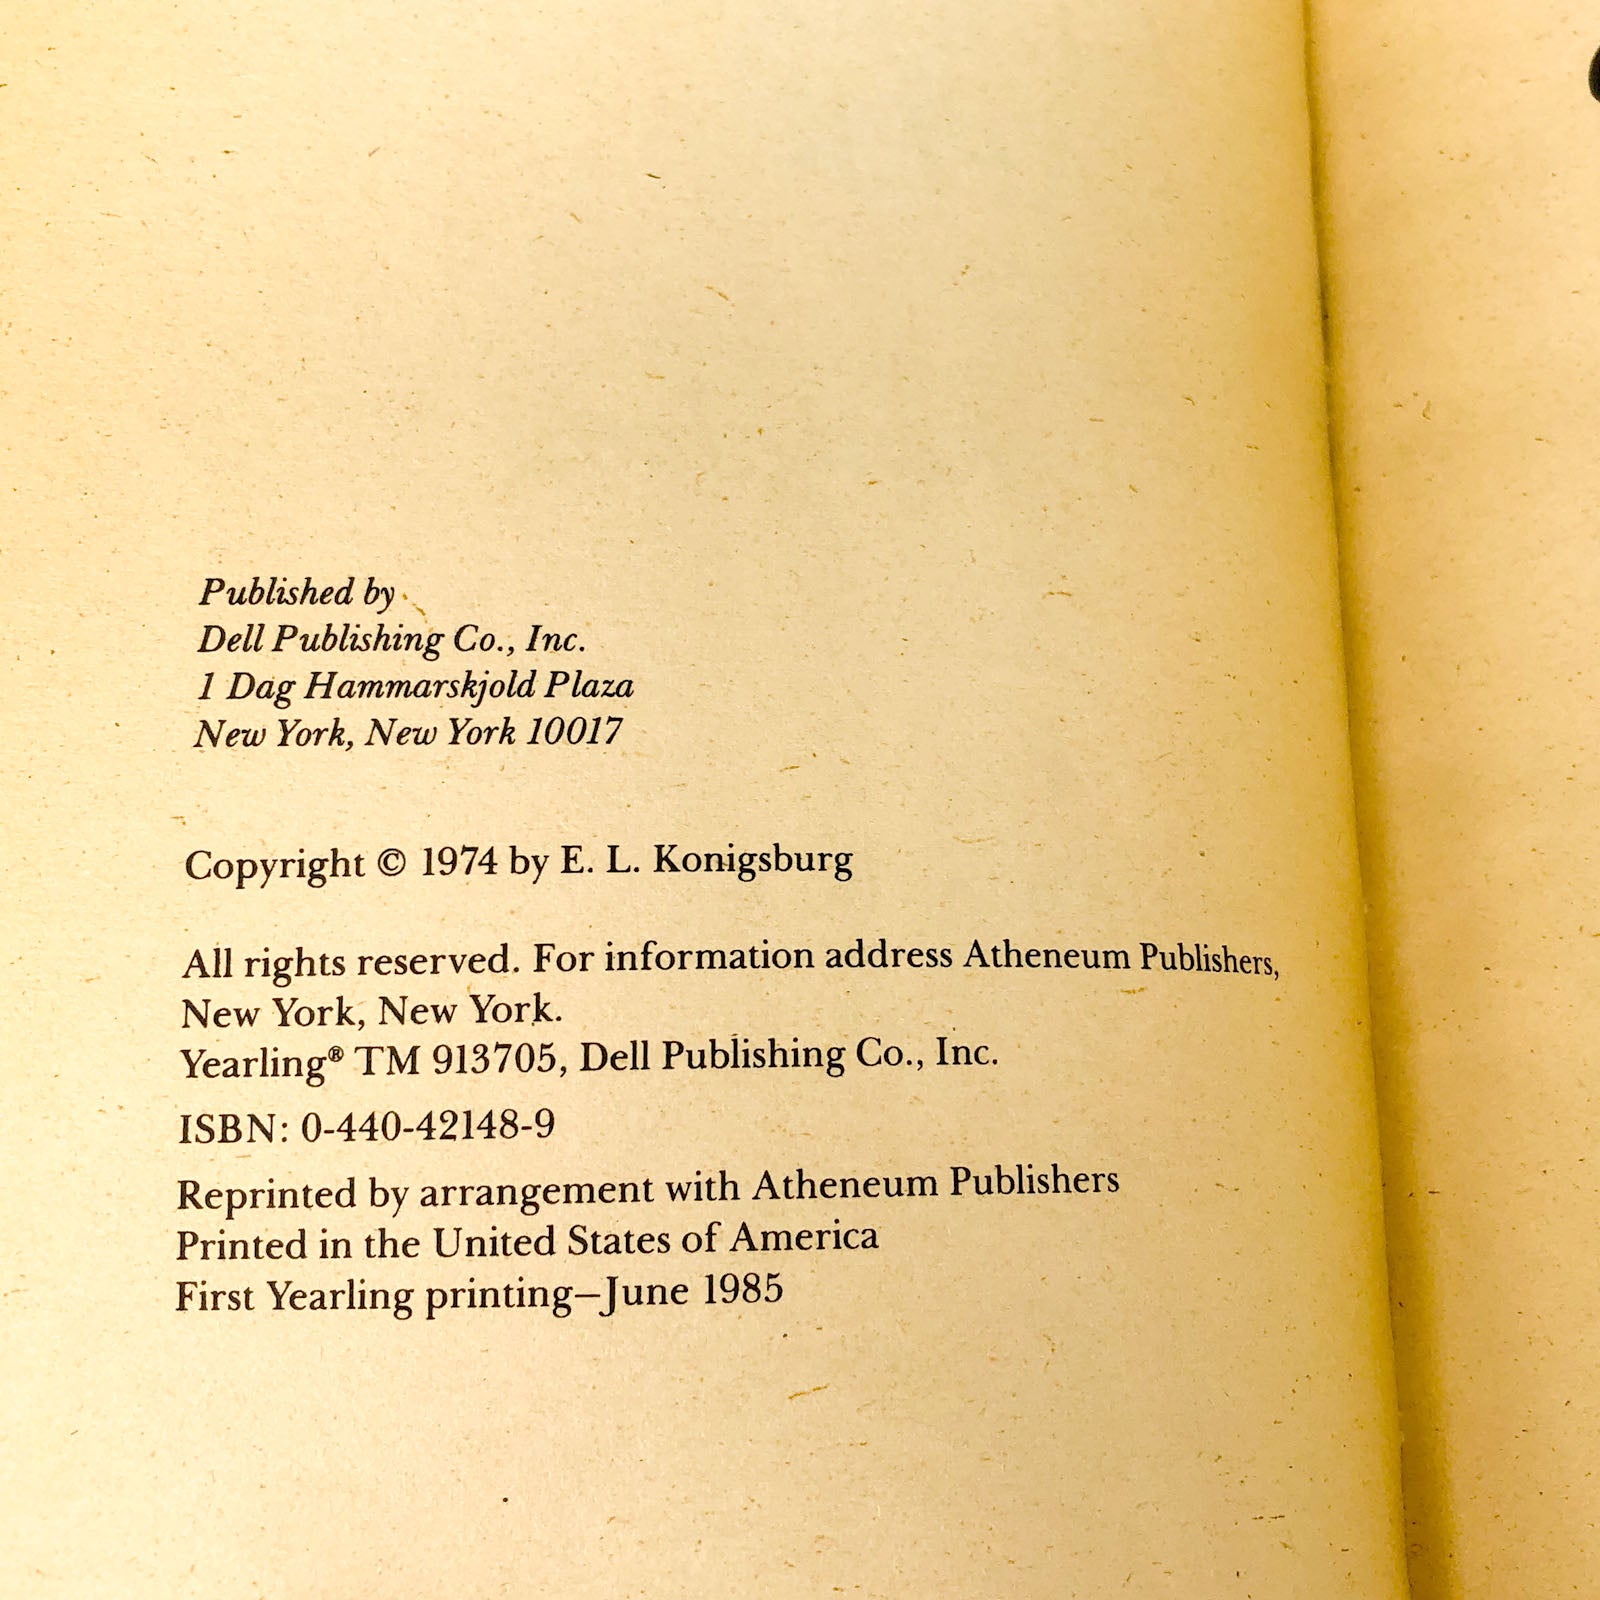 Published by
Dell Publishing Co., Inc.
1 Dag Hammarskjold Plaza
New York, New York 10017
Copyright © 1974 by E. L. Konigsburg
All rights reserved. For information address Atheneum Publishers,
New York, New York.
Yearling® TM 913705, Dell Publishing Co., Inc.
ISBN: 0-440-42148-9
Reprinted by arrangement with Atheneum Publishers
Printed in the United States of America
First Yearling printing—June 1985